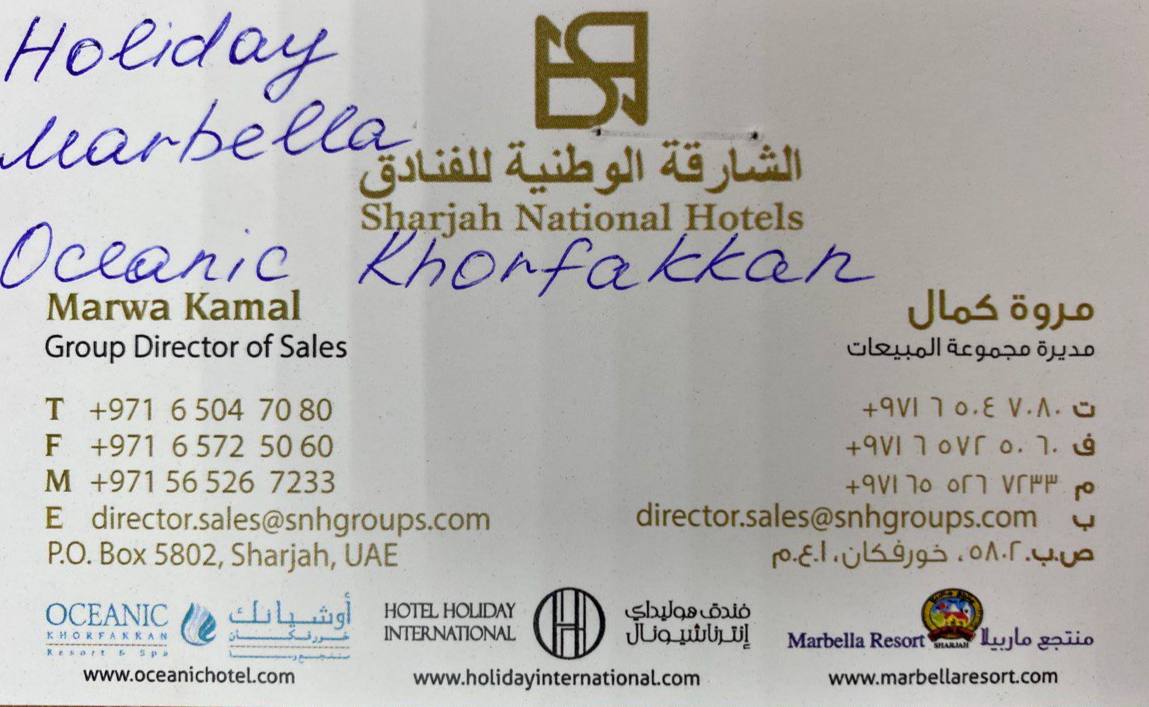 Holiday
Marbella
الشارقة الوطنية للفنادق
Sharjah National Hotels
Oceanic Khorfakkan
Marwa Kamal
Group Director of Sales
T +971 6 504 70 80
F +971 6 572 50 60
M +971 56 526 7233
E director.sales@snhgroups.com
P.O. Box 5802, Sharjah, UAE
مروة كمال
مديرة مجموعة المبيعات
ت ٠٨٠٧ ٥٠٤ ٦ ٩٧١+
ف ٥٠٦٠ ٥٧٢ ٦ ٩٧١+
م ٧٢٣٣ ٥٢٦ ٦٥ ٩٧١+
ب director.sales@snhgroups.com
ص.ب.٥٨٠٢، خورفكان، ا.ع.م
OCEANIC
KHORFAKKAN
Resort & Spa
أوشيانك
خورفكان
منتجع وسبا
www.oceanichotel.com
HOTEL HOLIDAY
INTERNATIONAL
فندق هوليداي
إنترناشيونال
www.holidayinternational.com
Marbella Resort
SHARJAH
منتجع ماربيلا
www.marbellaresort.com